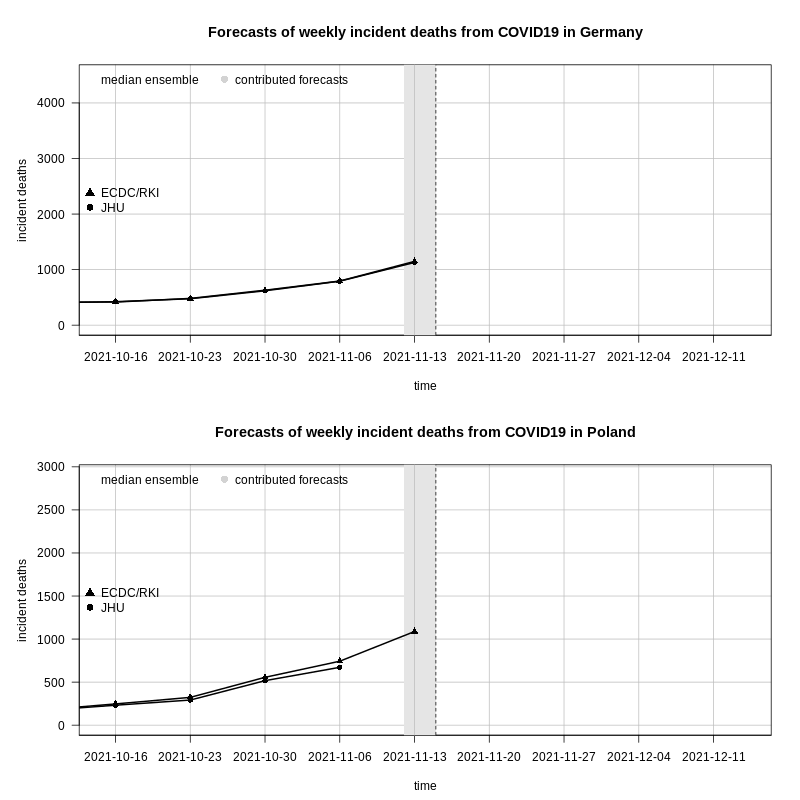 Forecasts of weekly incident deaths from COVID19 in Germany
median ensemble contributed forecasts
4000
3000
ECDC/RKI
JHU
2000
1000
0
incident deaths
2021-10-16 2021-10-23 2021-10-30 2021-11-06 2021-11-13 2021-11-20 2021-11-27 2021-12-04 2021-12-11
time
Forecasts of weekly incident deaths from COVID19 in Poland
3000
median ensemble contributed forecasts
2500
2000
1500
ECDC/RKI
JHU
1000
500
0
incident deaths
2021-10-16 2021-10-23 2021-10-30 2021-11-06 2021-11-13 2021-11-20 2021-11-27 2021-12-04 2021-12-11
time